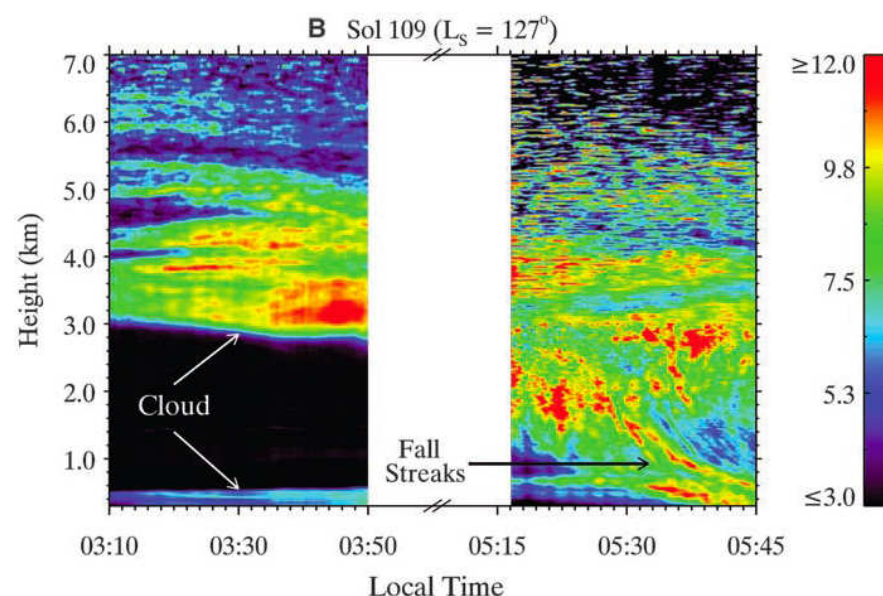 B Sol 109 (L_S = 127°)
7.0
6.0
5.0
4.0
3.0
2.0
1.0
Height (km)
Cloud
Fall
Streaks
03:10 03:30 03:50 05:15 05:30 05:45
Local Time
≥ 12.0
9.8
7.5
5.3
≤3.0